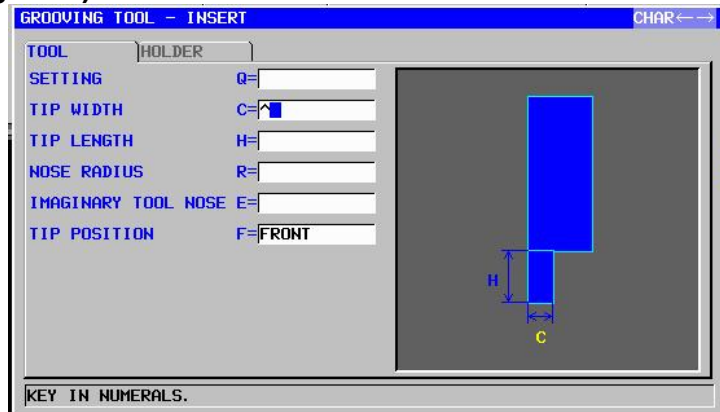 GROOVING TOOL - INSERT CHAR←→
TOOL HOLDER
SETTING Q=
TIP WIDTH C=^
TIP LENGTH H=
NOSE RADIUS R=
IMAGINARY TOOL NOSE E=
TIP POSITION F=FRONT
H
C
KEY IN NUMERALS.